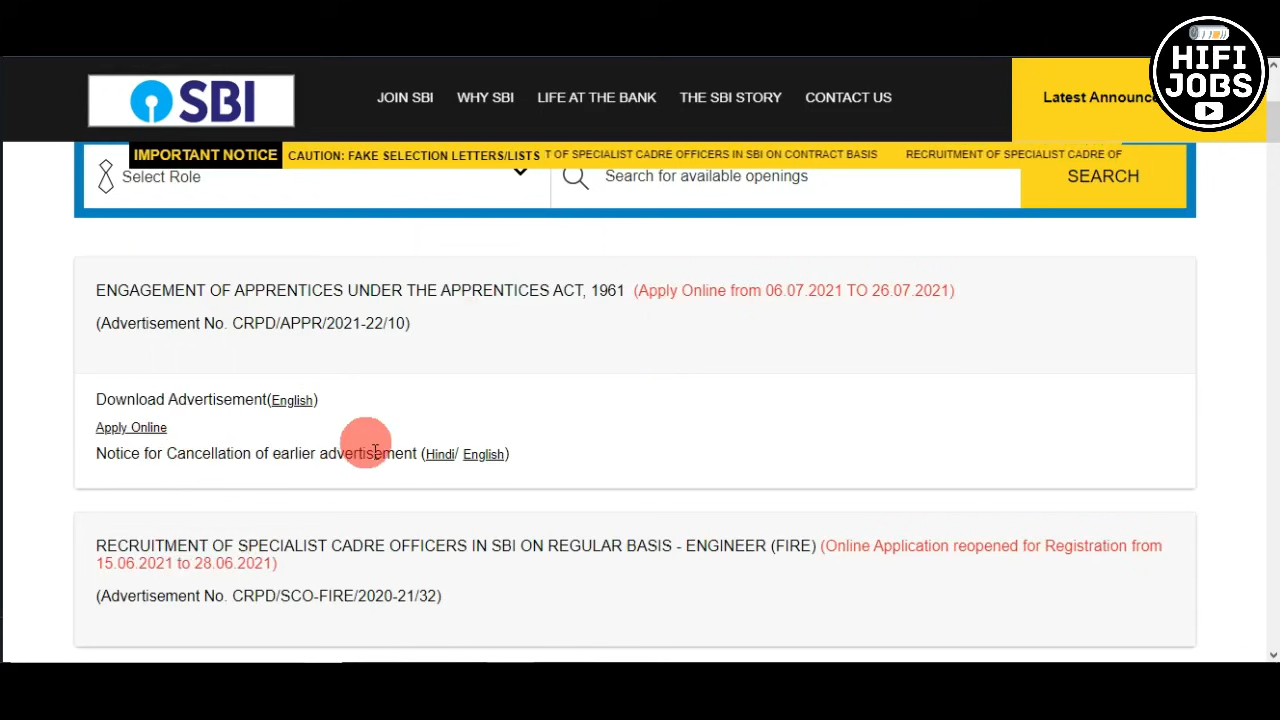 HIFI
JOBS
SBI
JOIN SBI
WHY SBI
LIFE AT THE BANK
THE SBI STORY
CONTACT US
Latest Announc
IMPORTANT NOTICE
CAUTION: FAKE SELECTION LETTERS/LISTS
T OF SPECIALIST CADRE OFFICERS IN SBI ON CONTRACT BASIS
RECRUITMENT OF SPECIALIST CADRE OF
Select Role
Search for available openings
SEARCH
ENGAGEMENT OF APPRENTICES UNDER THE APPRENTICES ACT, 1961 (Apply Online from 06.07.2021 TO 26.07.2021)
(Advertisement No. CRPD/APPR/2021-22/10)
Download Advertisement(English)
Apply Online
Notice for Cancellation of earlier advertisement (Hindi/ English)
RECRUITMENT OF SPECIALIST CADRE OFFICERS IN SBI ON REGULAR BASIS - ENGINEER (FIRE) (Online Application reopened for Registration from
15.06.2021 to 28.06.2021)
(Advertisement No. CRPD/SCO-FIRE/2020-21/32)